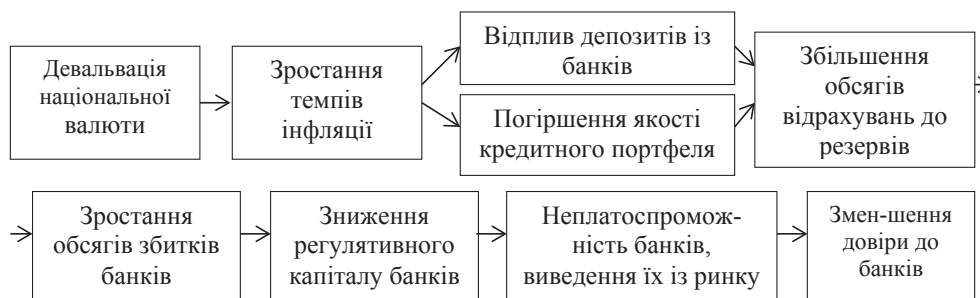 Девальвація
національної
валюти
Зростання
темпів
інфляції
Відплив депозитів із
банків
Погіршення якості
кредитного портфеля
Збільшення
обсягів
відрахувань до
резервів
Зростання
обсягів збитків
банків
Зниження
регулятивного
капіталу банків
Неплатоспромож-
ність банків,
виведення їх із ринку
Змен-шення
довіри до
банків